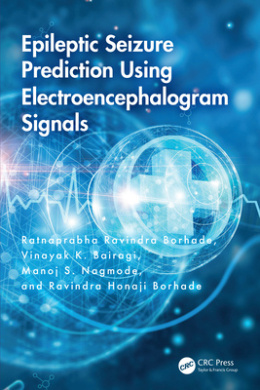 Epileptic Seizure
Prediction Using
Electroencephalogram
Signals
Ratnaprabha Ravindra Borhade,
Vinayak K. Bairagi,
Manoj S. Nagmode,
and Ravindra Honaji Borhade
CRC Press
Taylor & Francis Group